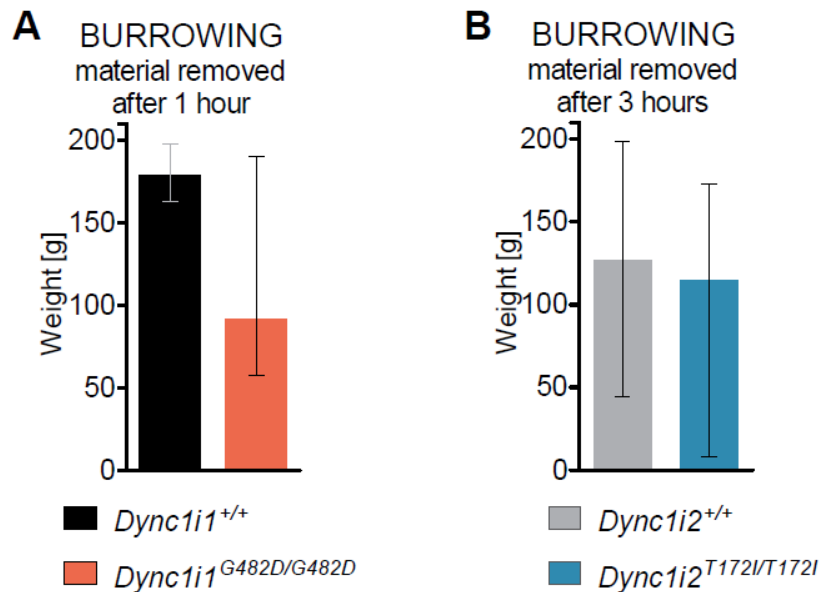 A
BURROWING
material removed
after 1 hour
200
150
100
50
0
Weight [g]
Dync1i1+/+
Dync1i1G482D/G482D
B
BURROWING
material removed
after 3 hours
200
150
100
50
0
Weight [g]
Dync1i2+/+
Dync1i2T172I/T172I